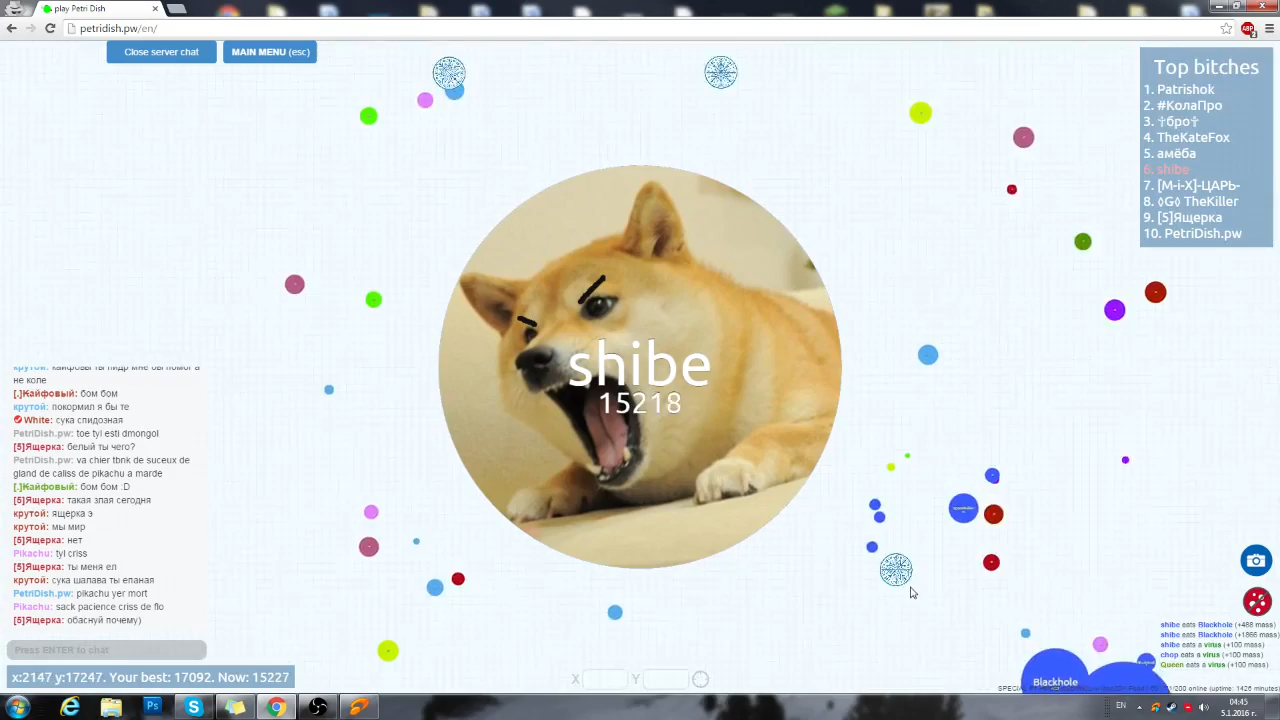 play Petri Dish
petridish.pw/en/
Close server chat
MAIN MENU (esc)
Top bitches
1. Patrishok
2. #КолаПро
3. ♱бро♱
4. TheKateFox
5. амёба
6. shibe
7. [M-i-X]-ЦАРЬ-
8. ◊G◊ TheKiller
9. [5]Ящерка
10. PetriDish.pw
shibe
15218
не коле
[.]Кайфовый: бом бом
крутой: покормил я бы те
White: сука спидозная
PetriDish.pw: toe tyl esti dmongol
[5]Ящерка: белый ты чего?
PetriDish.pw: va chier tbnk de suceux de
gland de caliss de pikachu a marde
[.]Кайфовый: бом бом :D
[5]Ящерка: такая злая сегодня
крутой: ящерка э
крутой: мы мир
[5]Ящерка: нет
Pikachu: tyl criss
[5]Ящерка: ты меня ел
крутой: сука шалава ты епаная
PetriDish.pw: pikachu yer mort
Pikachu: sack pacience criss de flo
[5]Ящерка: обаснуй почему)
Press ENTER to chat
x:2147 y:17247. Your best: 17092. Now: 15227
X
Y
shibe eats Blackhole (+488 mass)
shibe eats Blackhole (+1866 mass)
shibe eats a virus (+100 mass)
chop eats a virus (+100 mass)
Queen eats a virus (+100 mass)
Blackhole
/200 online (uptime: 1426 minutes)
EN
04:45
5.1.2016 г.